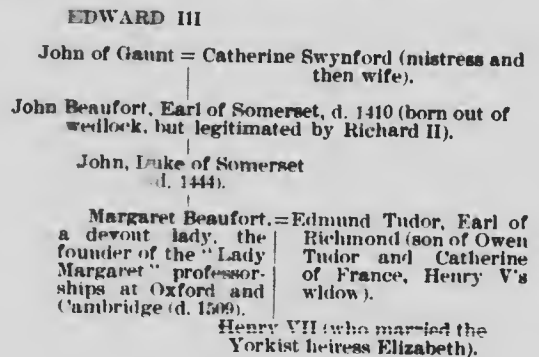 EDWARD III
John of Gaunt = Catherine Swynford (mistress and
then wife).
John Beaufort, Earl of Somerset, d. 1410 (born out of
wedlock, but legitimated by Richard II).
John, Duke of Somerset
(d. 1444).
Margaret Beaufort, = Edmund Tudor, Earl of
a devout lady, the Richmond (son of Owen
founder of the "Lady Tudor and Catherine
Margaret" professor- of France, Henry V's
ships at Oxford and widow).
Cambridge (d. 1509).
Henry VII (who married the
Yorkist heiress Elizabeth).